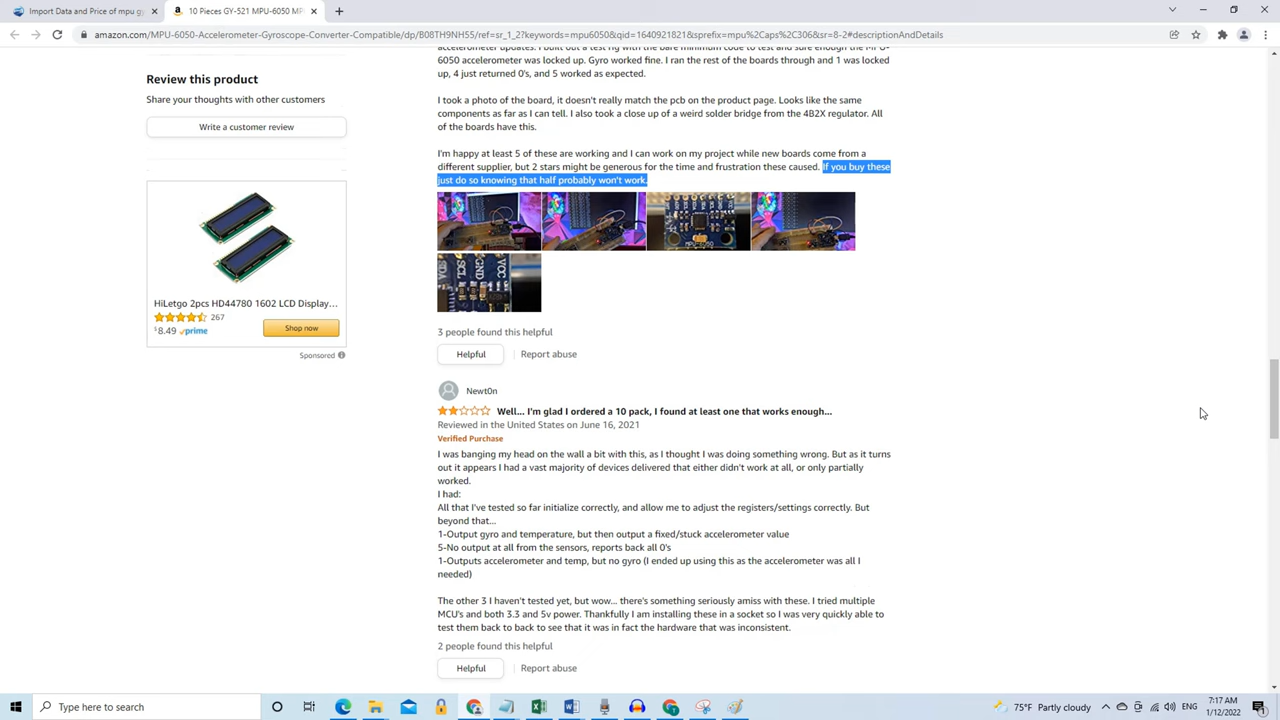 Import Data and Price of mpu gy
10 Pieces GY-521 MPU-6050 MP
amazon.com/MPU-6050-Accelerometer-Gyroscope-Converter-Compatible/dp/B08TH9NH55/ref=sr_1_2?keywords=mpu6050&qid=1640921821&sprefix=mpu%2Caps%2C306&sr=8-2#descriptionAndDetails
accelerometer updates. I built out a test rig with the bare minimum code to test and sure enough the MPU-
6050 accelerometer was locked up. Gyro worked fine. I ran the rest of the boards through and 1 was locked
up, 4 just returned 0's, and 5 worked as expected.
I took a photo of the board, it doesn't really match the pcb on the product page. Looks like the same
components as far as I can tell. I also took a close up of a weird solder bridge from the 4B2X regulator. All
of the boards have this.
I'm happy at least 5 of these are working and I can work on my project while new boards come from a
different supplier, but 2 stars might be generous for the time and frustration these caused. If you buy these
just do so knowing that half probably won't work.
Review this product
Share your thoughts with other customers
Write a customer review
HiLetgo 2pcs HD44780 1602 LCD Display...
267
$8.49 prime
Shop now
Sponsored
MPU-6050
SDA
SCL
GND
VCC
3 people found this helpful
Helpful
Report abuse
Newt0n
Well... I'm glad I ordered a 10 pack, I found at least one that works enough...
Reviewed in the United States on June 16, 2021
Verified Purchase
I was banging my head on the wall a bit with this, as I thought I was doing something wrong. But as it turns
out it appears I had a vast majority of devices delivered that either didn't work at all, or only partially
worked.
I had:
All that I've tested so far initialize correctly, and allow me to adjust the registers/settings correctly. But
beyond that...
1-Output gyro and temperature, but then output a fixed/stuck accelerometer value
5-No output at all from the sensors, reports back all 0's
1-Outputs accelerometer and temp, but no gyro (I ended up using this as the accelerometer was all I
needed)
The other 3 I haven't tested yet, but wow... there's something seriously amiss with these. I tried multiple
MCU's and both 3.3 and 5v power. Thankfully I am installing these in a socket so I was very quickly able to
test them back to back to see that it was in fact the hardware that was inconsistent.
2 people found this helpful
Helpful
Report abuse
Type here to search
75°F Partly cloudy
ENG
7:17 AM
1/12/2022